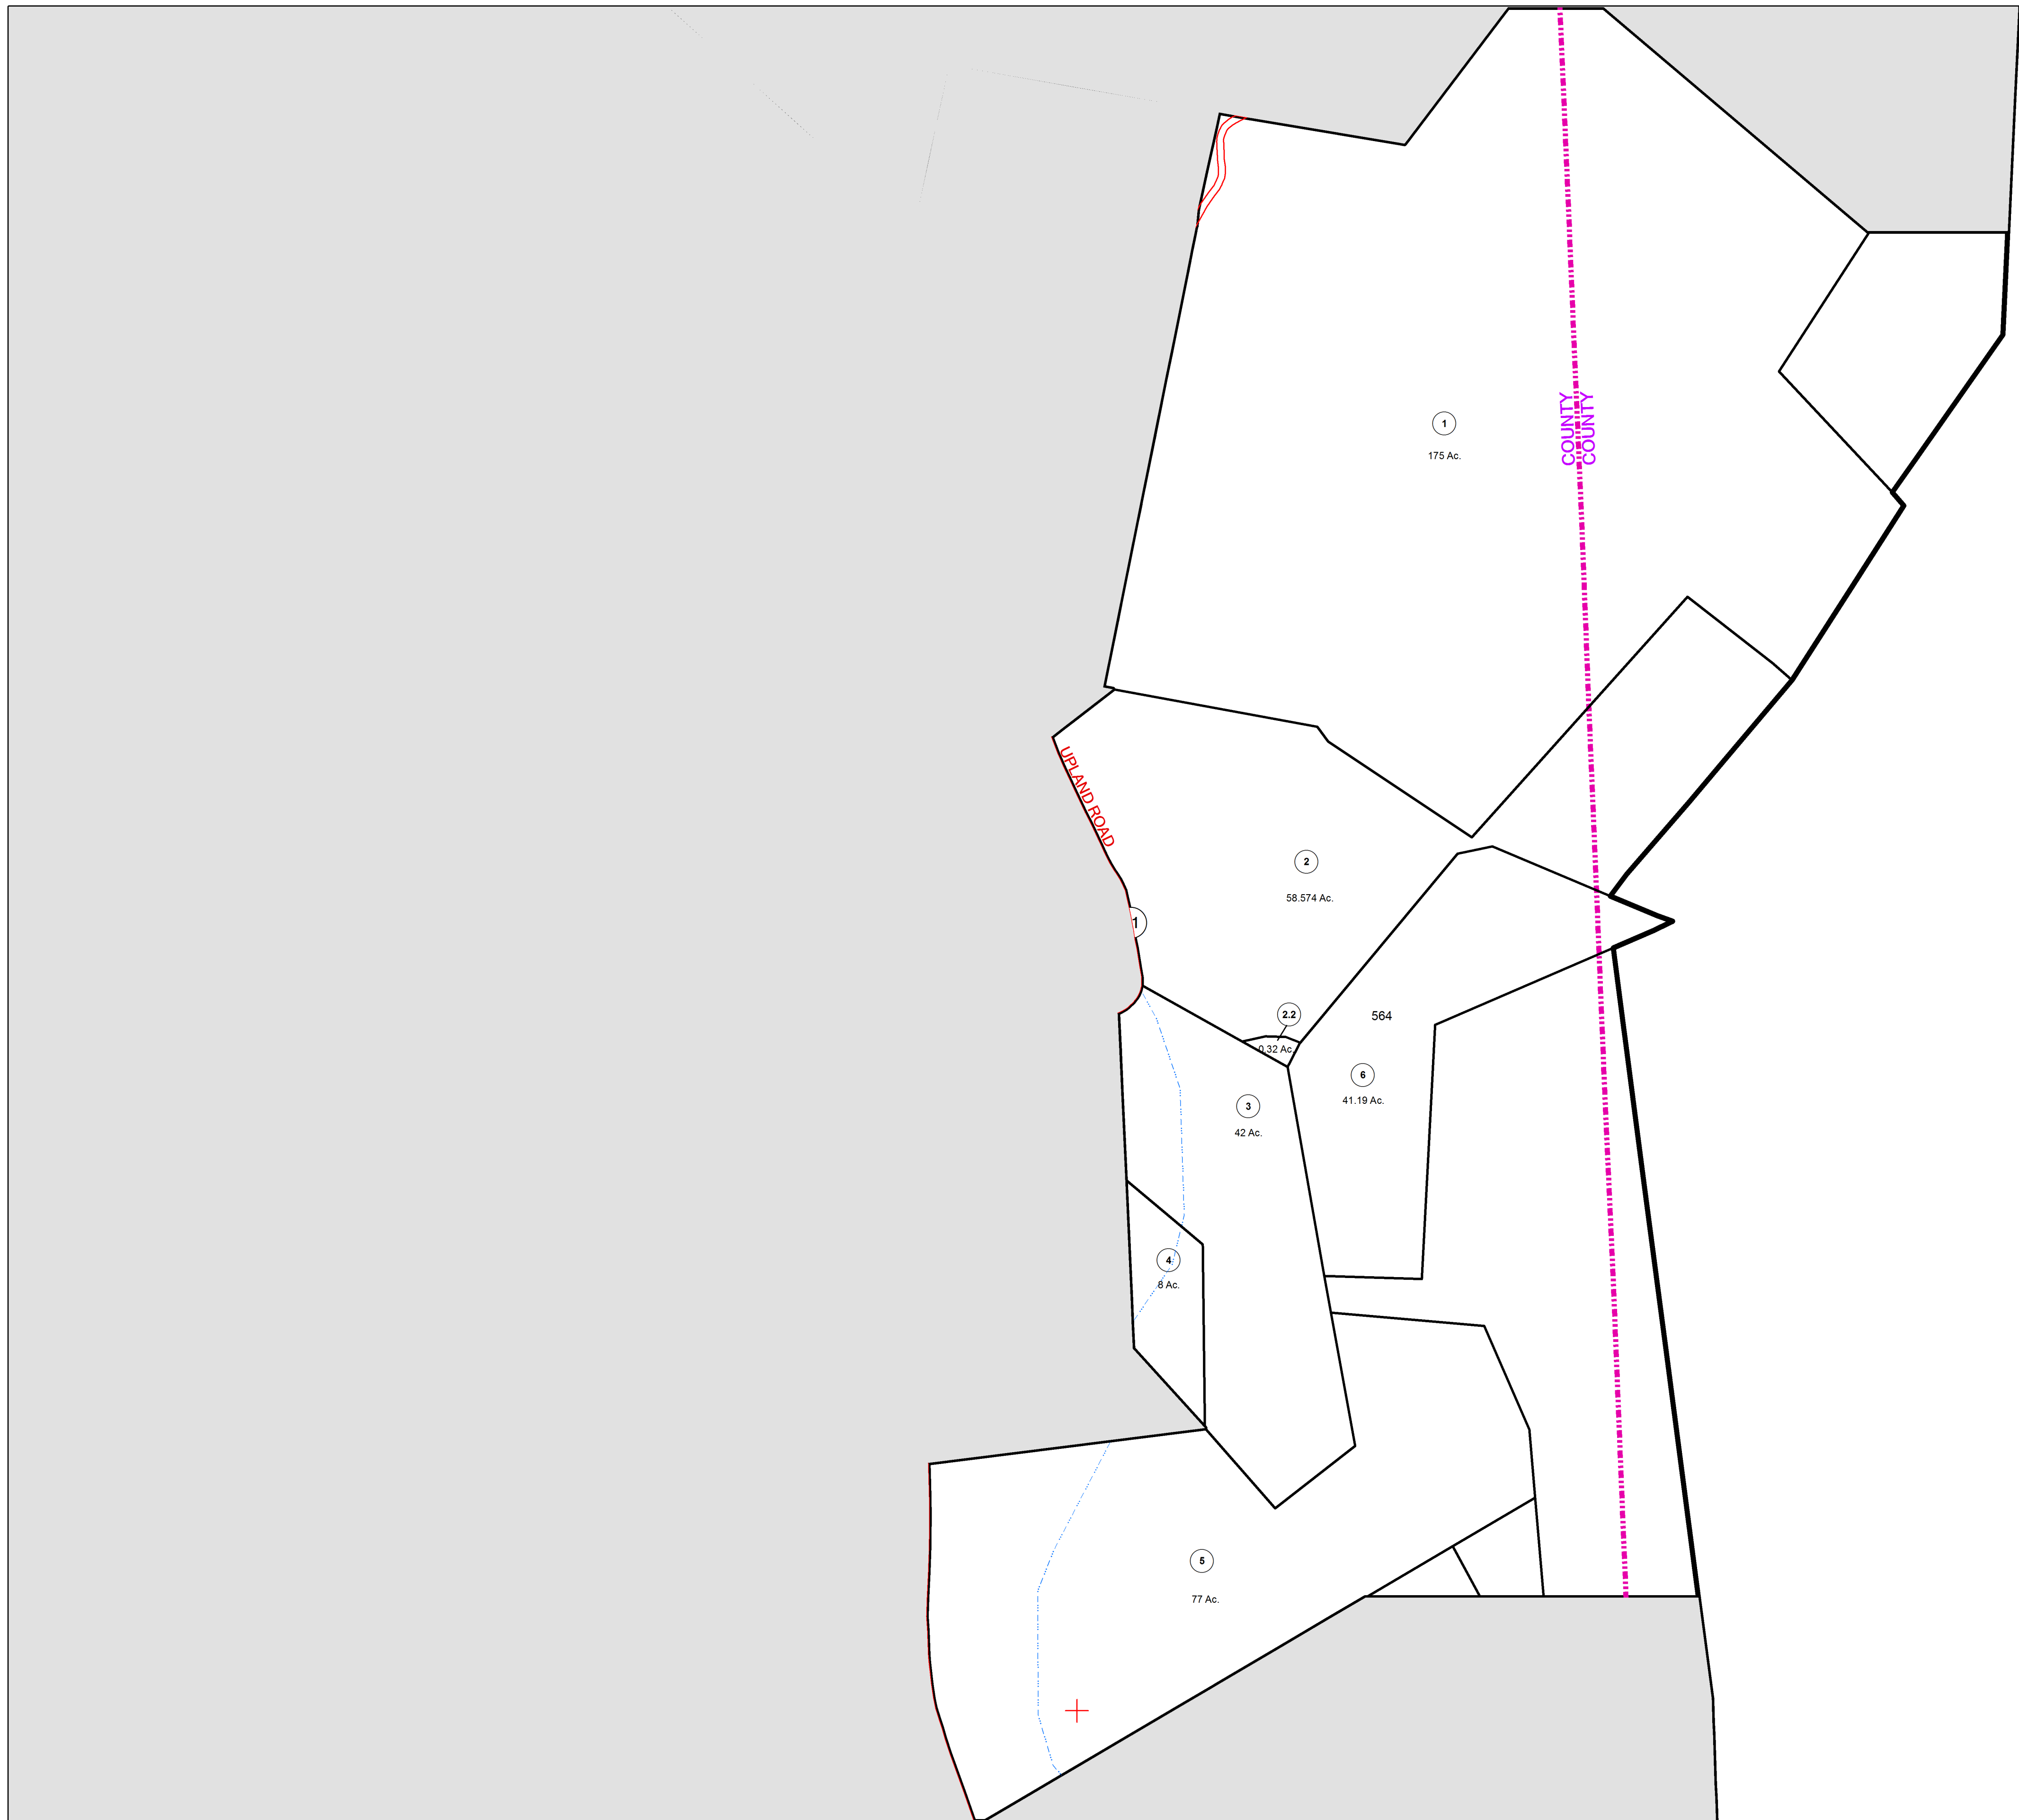 1
175 Ac.
COUNTY
COUNTY
UPLAND ROAD
2
58.574 Ac.
1
2.2
564
0.32 Ac.
6
41.19 Ac.
3
42 Ac.
4
8 Ac.
5
77 Ac.